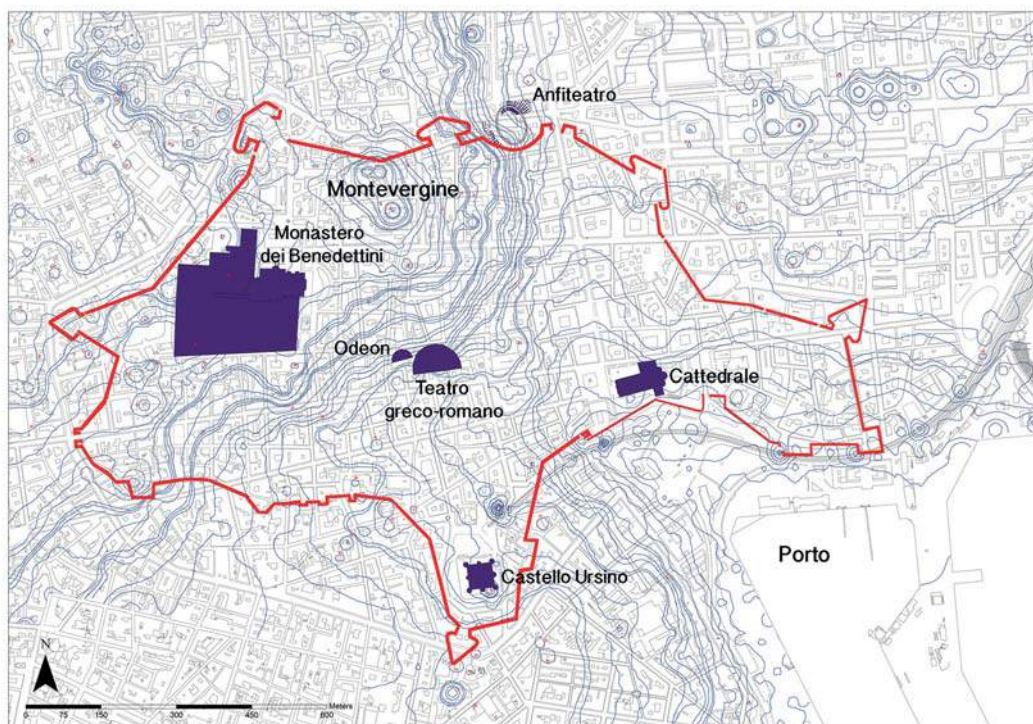 Anfiteatro
Montevergine
Monastero
dei Benedettini
Odeon
Teatro
greco-romano
Cattedrale
Castello Ursino
Porto
N
0 75 150 300 450 600
Meters